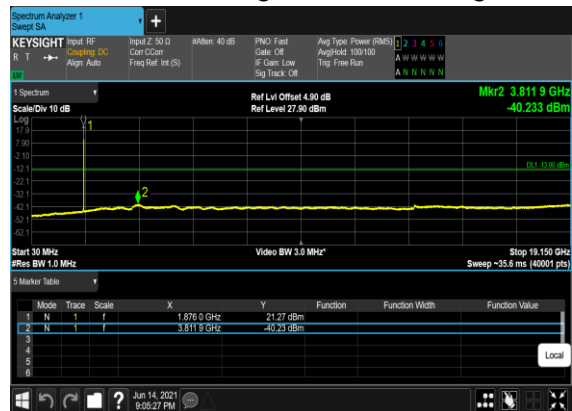 Spectrum Analyzer 1
Swept SA
+
KEYSIGHT Input: RF Input Z: 50 Ω #Atten: 40 dB PNO: Fast Avg Type: Power (RMS) 1 2 3 4 5 6
R T Coupling: DC Corr CCorr Gate: Off Avg|Hold: 100/100 A W W W W W
Align: Auto Freq Ref: Int (S) IF Gain: Low Trig: Free Run
Sig Track: Off A N N N N N
1 Spectrum Ref Lvl Offset 4.90 dB Mkr2 3.811 9 GHz
Scale/Div 10 dB Ref Level 27.90 dBm -40.233 dBm
Log
17.9 1
7.90
-2.10
-12.1 DL1 -13.00 dBm
-22.1
-32.1 2
-42.1
-52.1
-62.1
Start 30 MHz Video BW 3.0 MHz* Stop 19.150 GHz
#Res BW 1.0 MHz Sweep ~35.6 ms (40001 pts)
5 Marker Table
Mode Trace Scale X Y Function Function Width Function Value
1 N 1 f 1.876 0 GHz 21.27 dBm
2 N 1 f 3.811 9 GHz -40.23 dBm
3
4
5
6
Local
? Jun 14, 2021
9:05:27 PM